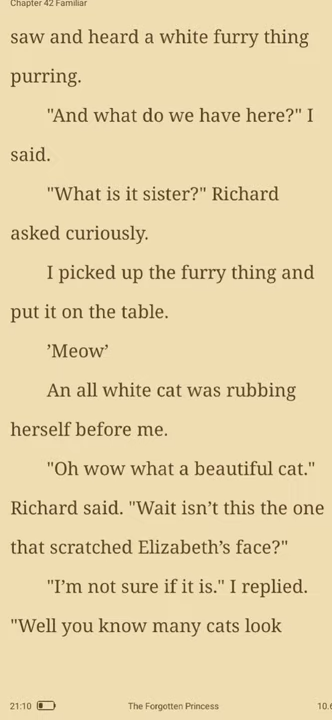 Chapter 42 Familiar
saw and heard a white furry thing
purring.
"And what do we have here?" I
said.
"What is it sister?" Richard
asked curiously.
I picked up the furry thing and
put it on the table.
’Meow’
An all white cat was rubbing
herself before me.
"Oh wow what a beautiful cat."
Richard said. "Wait isn’t this the one
that scratched Elizabeth’s face?"
"I’m not sure if it is." I replied.
"Well you know many cats look
21:10 The Forgotten Princess 10.6